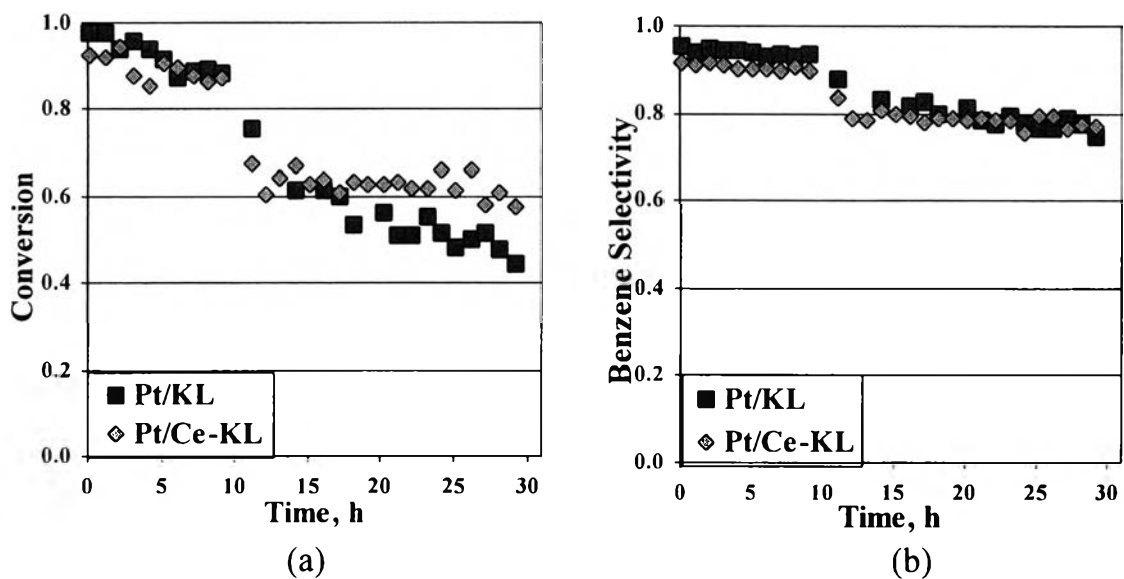 1.0
0.8
0.6
0.4
0.2
0.0
Conversion
Pt/KL
Pt/Ce-KL
0 5 10 15 20 25 30
Time, h
(a)
1.0
0.8
0.6
0.4
0.2
0.0
Benzene Selectivity
Pt/KL
Pt/Ce-KL
0 5 10 15 20 25 30
Time, h
(b)